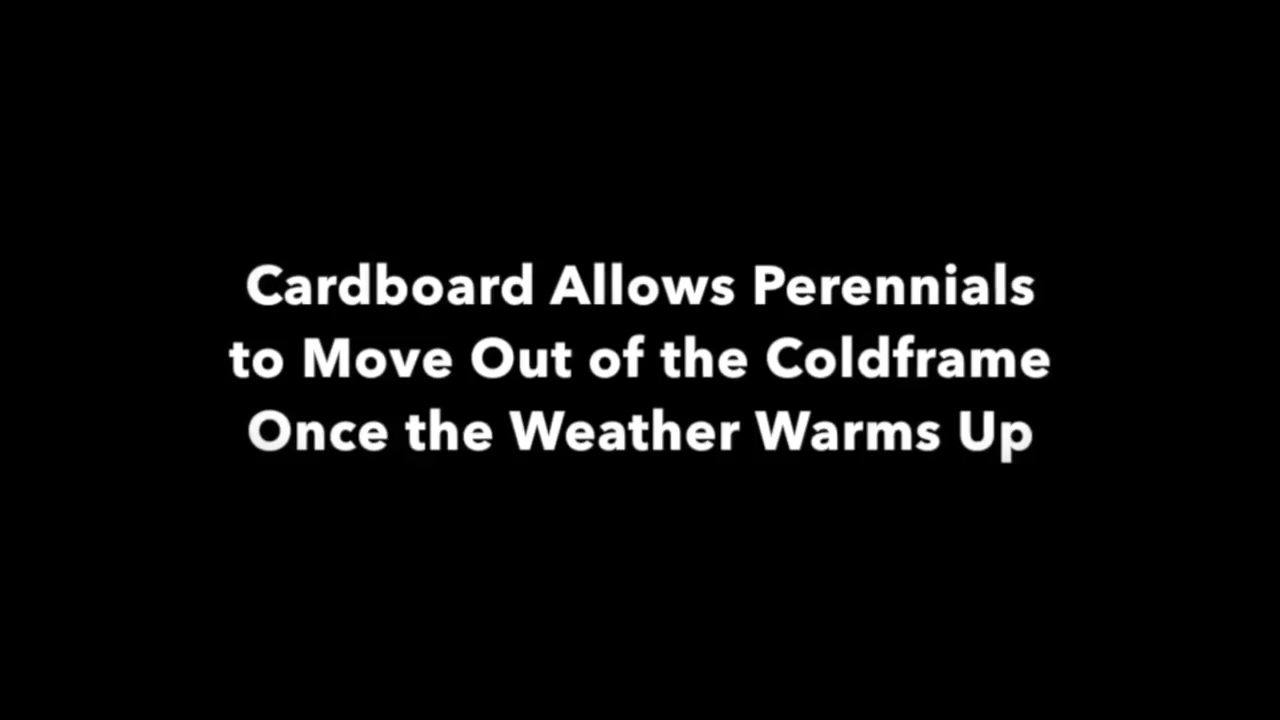 Cardboard Allows Perennials
to Move Out of the Coldframe
Once the Weather Warms Up